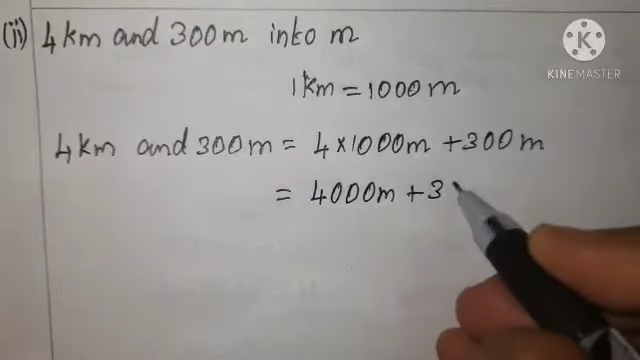 (ii) 4 km and 300 m into m
KINEMASTER
1 km = 1000 m
4 km and 300 m = 4 × 1000 m + 300 m
= 4000 m + 3